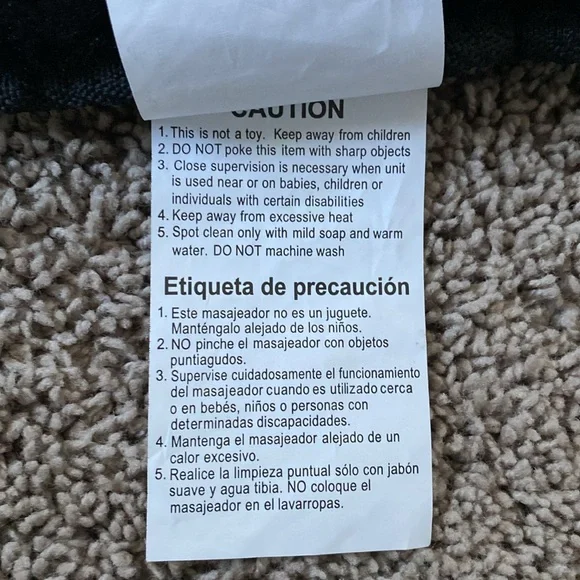 CAUTION
1. This is not a toy. Keep away from children
2. DO NOT poke this item with sharp objects
3. Close supervision is necessary when unit
is used near or on babies, children or
individuals with certain disabilities
4. Keep away from excessive heat
5. Spot clean only with mild soap and warm
water. DO NOT machine wash
Etiqueta de precaución
1. Este masajeador no es un juguete.
Manténgalo alejado de los niños.
2. NO pinche el masajeador con objetos
puntiagudos.
3. Supervise cuidadosamente el funcionamiento
del masajeador cuando es utilizado cerca
o en bebés, niños o personas con
determinadas discapacidades.
4. Mantenga el masajeador alejado de un
calor excesivo.
5. Realice la limpieza puntual sólo con jabón
suave y agua tibia. NO coloque el
masajeador en el lavarropas.